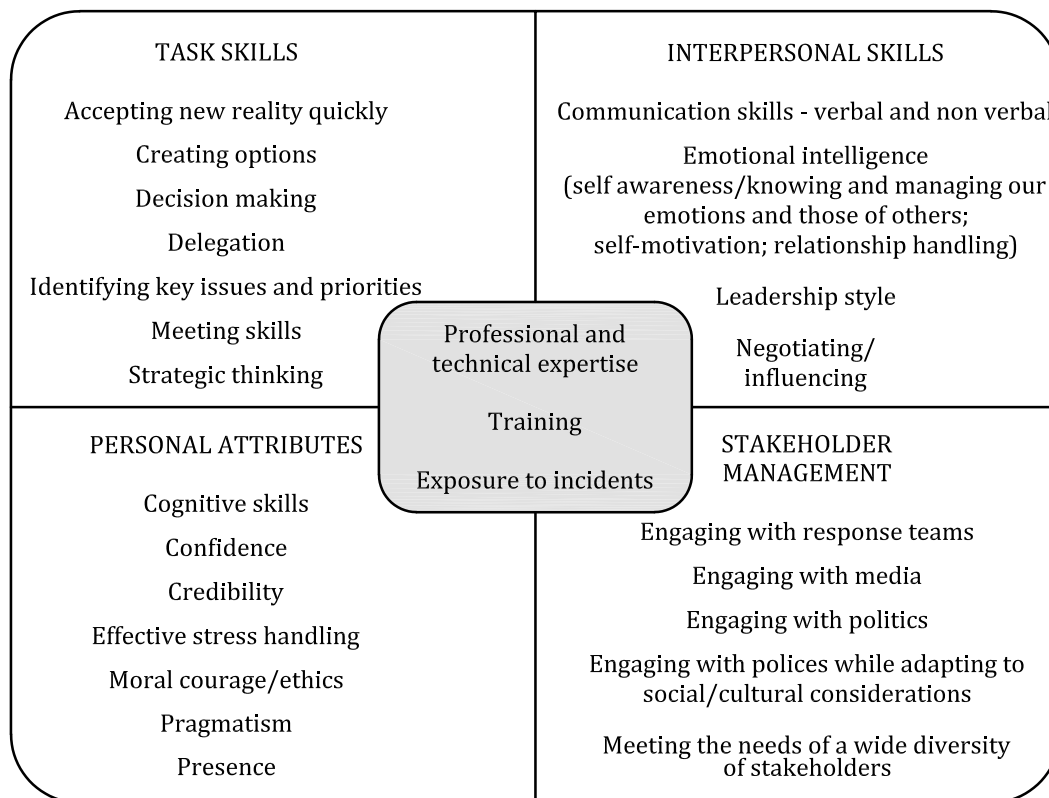 TASK SKILLS
Accepting new reality quickly
Creating options
Decision making
Delegation
Identifying key issues and priorities
Meeting skills
Strategic thinking
INTERPERSONAL SKILLS
Communication skills - verbal and non verbal
Emotional intelligence
(self awareness/knowing and managing our
emotions and those of others;
self-motivation; relationship handling)
Leadership style
Negotiating/
influencing
Professional and
technical expertise
Training
Exposure to incidents
PERSONAL ATTRIBUTES
Cognitive skills
Confidence
Credibility
Effective stress handling
Moral courage/ethics
Pragmatism
Presence
STAKEHOLDER
MANAGEMENT
Engaging with response teams
Engaging with media
Engaging with politics
Engaging with polices while adapting to
social/cultural considerations
Meeting the needs of a wide diversity
of stakeholders